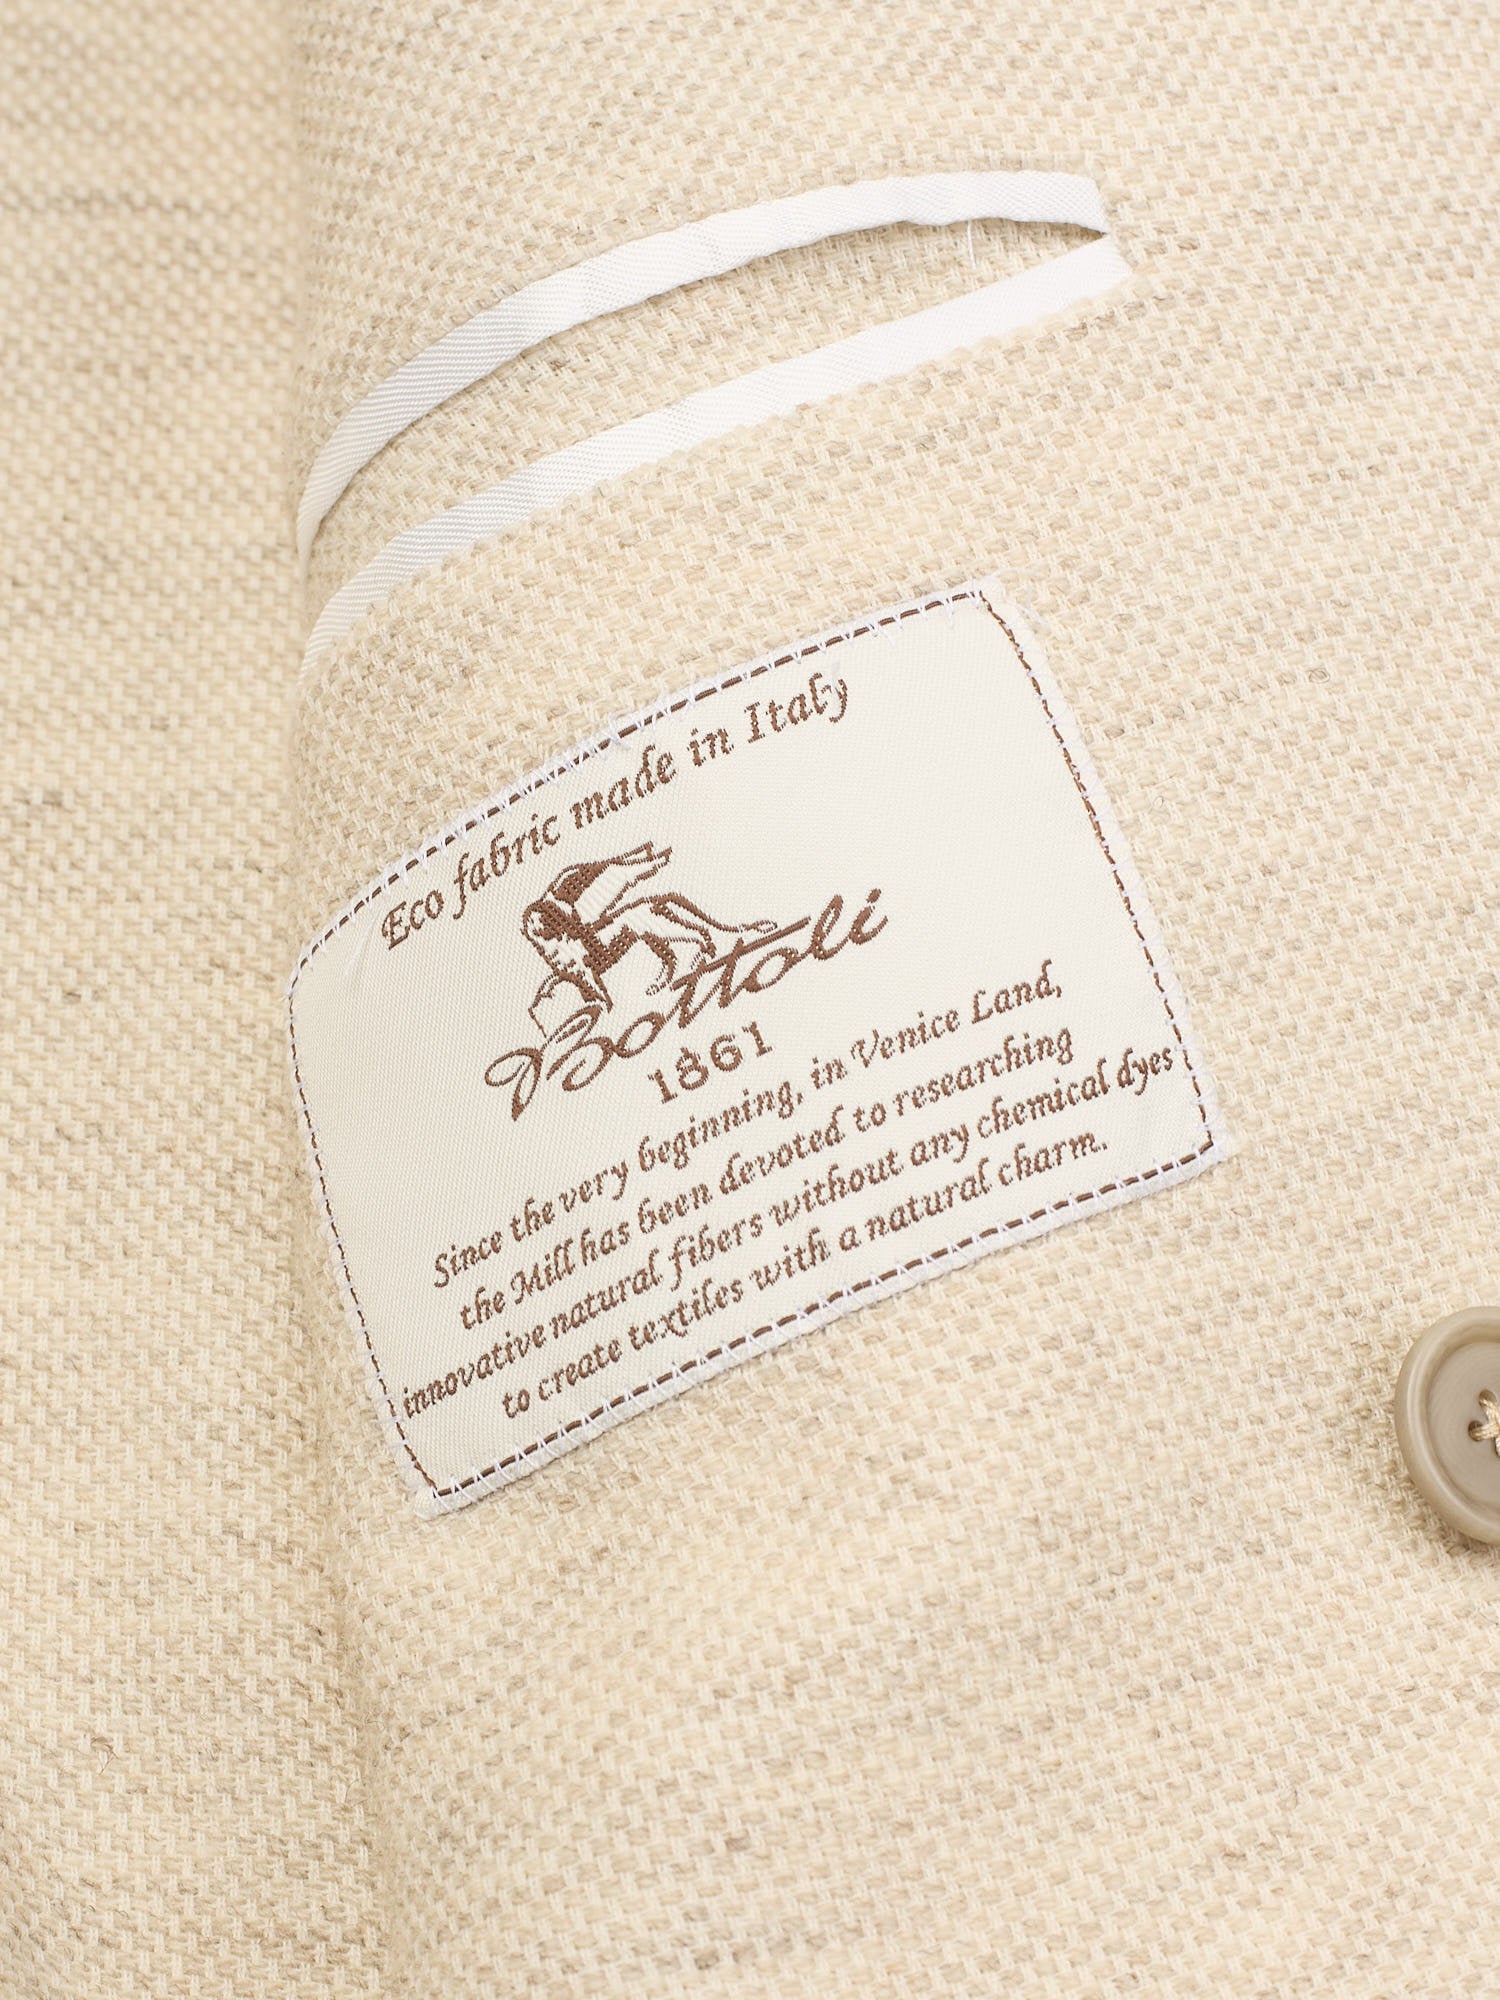 Eco fabric made in Italy
Bottoli
1861
Since the very beginning, in Venice Land,
the Mill has been devoted to researching
innovative natural fibers without any chemical dyes
to create textiles with a natural charm.